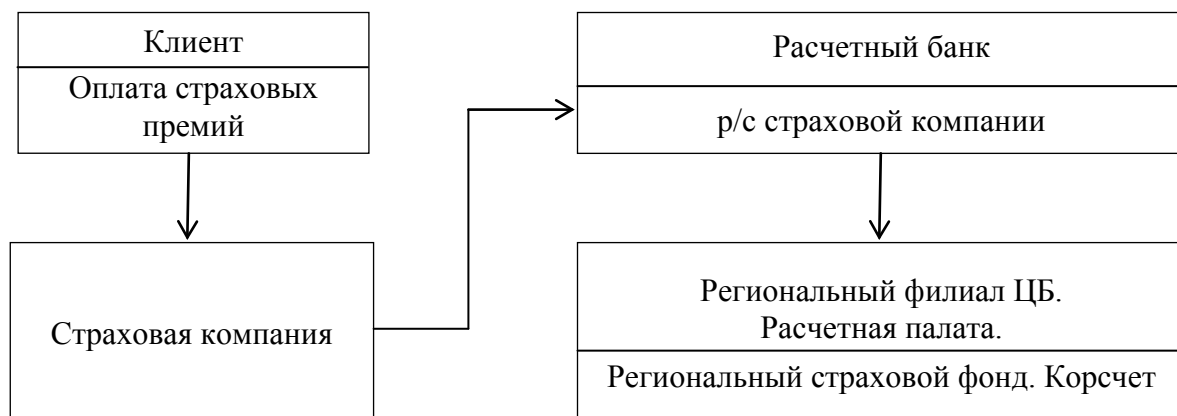 Клиент
Оплата страховых
премий
Страховая компания
Расчетный банк
р/с страховой компании
Региональный филиал ЦБ.
Расчетная палата.
Региональный страховой фонд. Корсчет